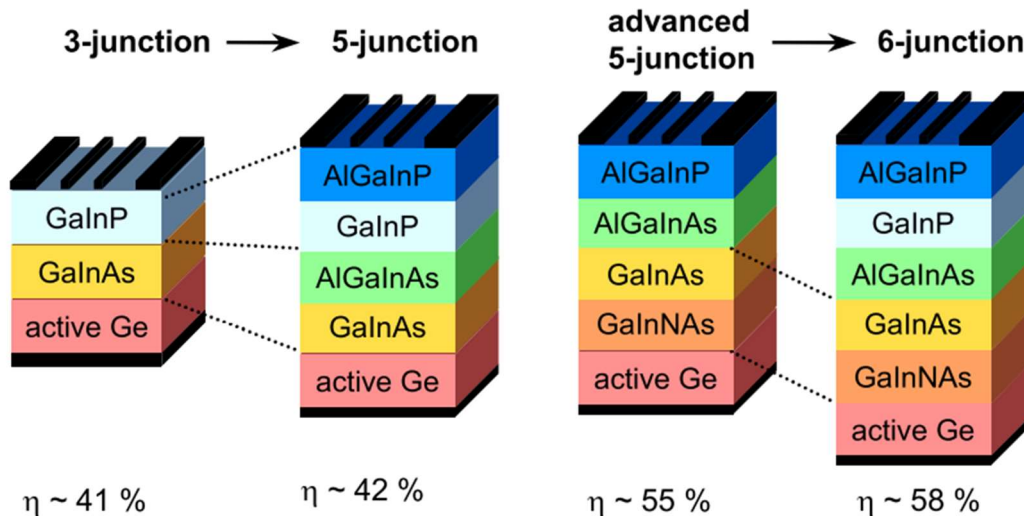 3-junction
5-junction
advanced
5-junction
6-junction
GaInP
GaInAs
active Ge
η ~ 41 %
AlGaInP
GaInP
AlGaInAs
GaInAs
active Ge
η ~ 42 %
AlGaInP
AlGaInAs
GaInAs
GaInNAs
active Ge
η ~ 55 %
AlGaInP
GaInP
AlGaInAs
GaInAs
GaInNAs
active Ge
η ~ 58 %